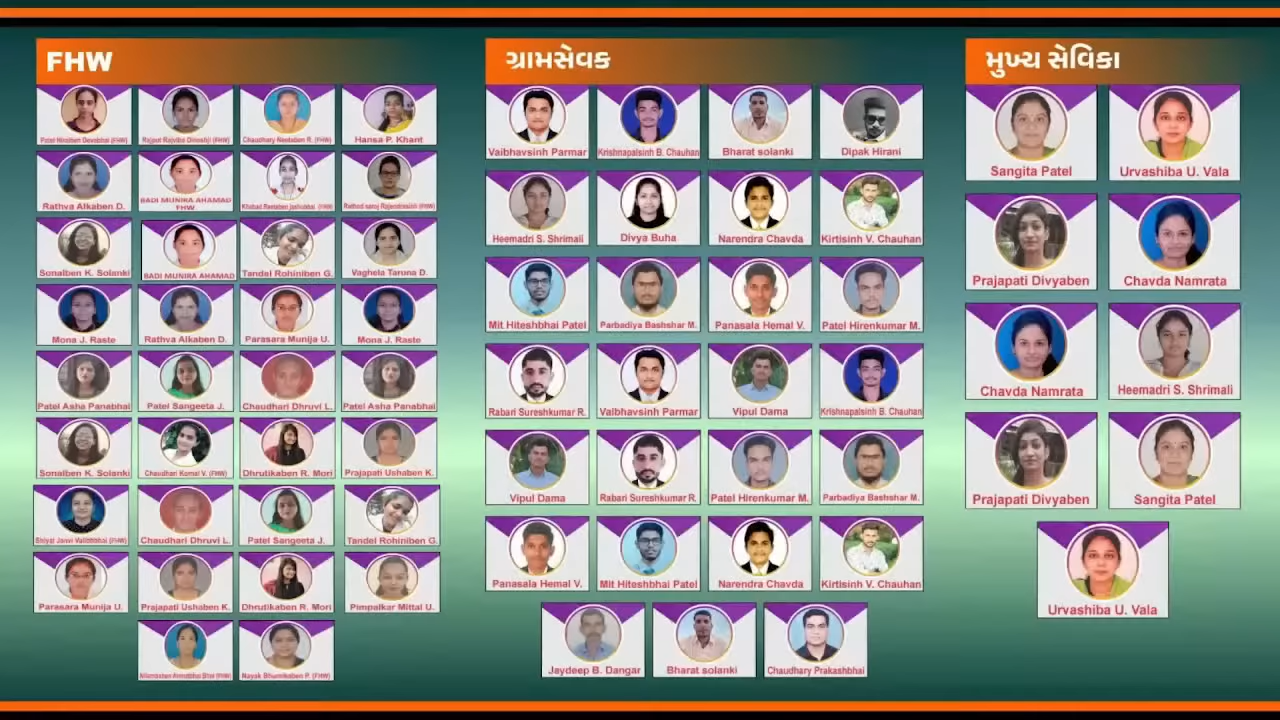 FHW
Hansa P. Khant
Rathva Alkaben D.
BADI MUNIRA AHAMAD
FHW
Sonalben K. Solanki
BADI MUNIRA AHAMAD
Tandel Rohiniben G.
Vaghela Taruna D.
Mona J. Raste
Rathva Alkaben D.
Parasara Munija U.
Mona J. Raste
Patel Asha Panabhai
Patel Sangeeta J.
Chaudhari Dhruvi L.
Patel Asha Panabhai
Sonalben K. Solanki
Chaudhari Komal V. (FHW)
Dhrutikaben R. Mori
Prajapati Ushaben K.
Chaudhari Dhruvi L.
Patel Sangeeta J.
Tandel Rohiniben G.
Parasara Munija U.
Prajapati Ushaben K.
Dhrutikaben R. Mori
Pimpalkar Mittal U.
Nayak Bhumikaben P. (FHW)
ગ્રામસેવક
Vaibhavsinh Parmar
Krishnapalsinh B. Chauhan
Bharat solanki
Dipak Hirani
Heemadri S. Shrimali
Divya Buha
Narendra Chavda
Kirtisinh V. Chauhan
Mit Hiteshbhai Patel
Parbadiya Bashshar M.
Panasala Hemal V.
Patel Hirenkumar M.
Rabari Sureshkumar R.
Vaibhavsinh Parmar
Vipul Dama
Krishnapalsinh B. Chauhan
Vipul Dama
Rabari Sureshkumar R.
Patel Hirenkumar M.
Parbadiya Bashshar M.
Panasala Hemal V.
Mit Hiteshbhai Patel
Narendra Chavda
Kirtisinh V. Chauhan
Jaydeep B. Dangar
Bharat solanki
Chaudhary Prakashbhai
મુખ્ય સેવિકા
Sangita Patel
Urvashiba U. Vala
Prajapati Divyaben
Chavda Namrata
Chavda Namrata
Heemadri S. Shrimali
Prajapati Divyaben
Sangita Patel
Urvashiba U. Vala